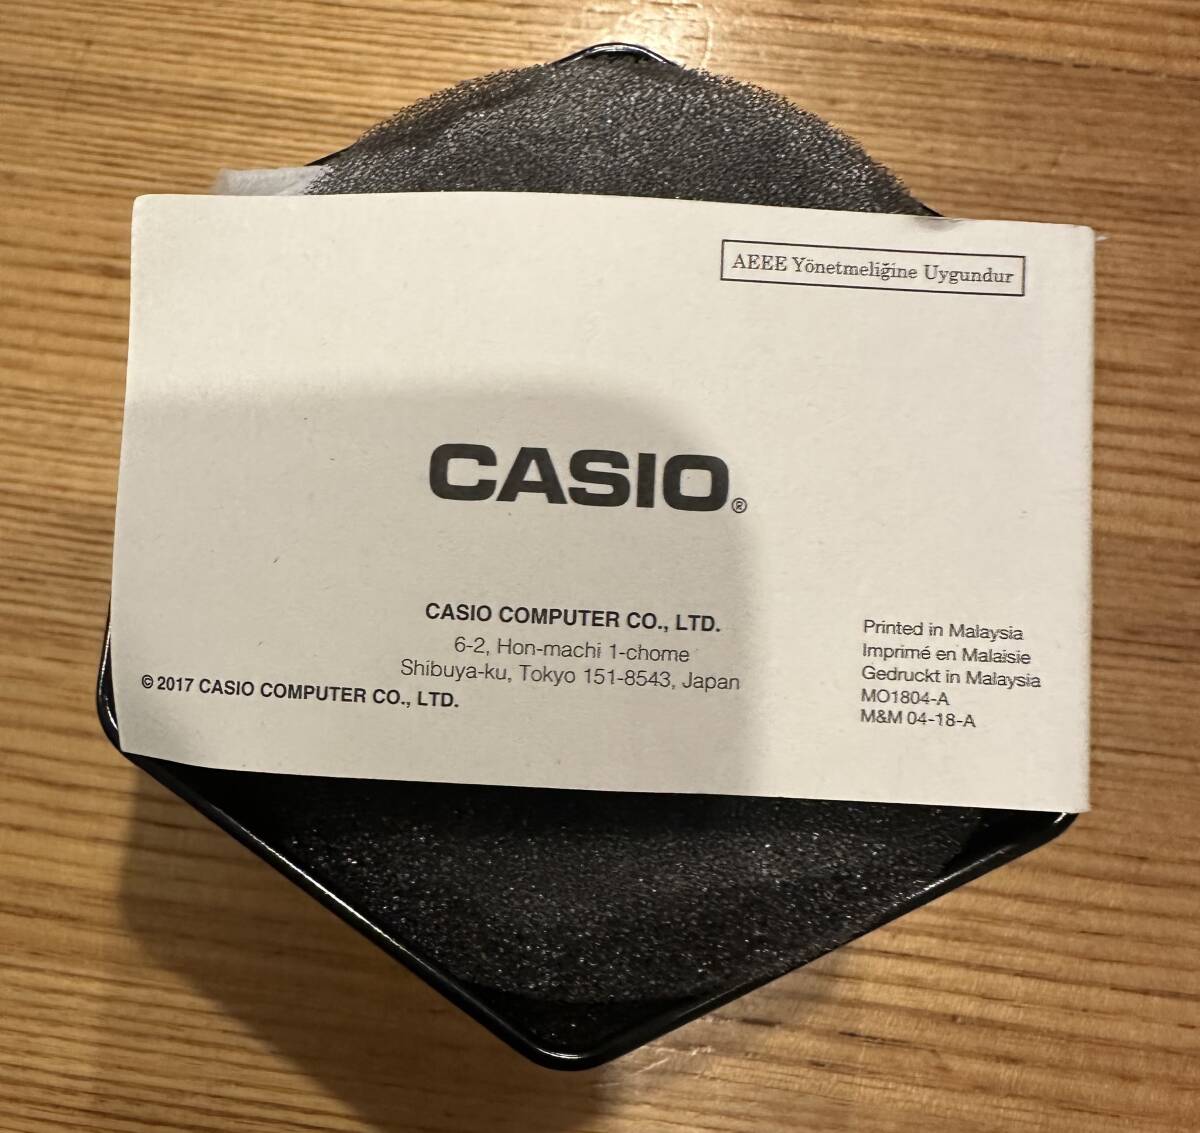 AEEE Yönetmeliğine Uygundur
CASIO®
CASIO COMPUTER CO., LTD.
6-2, Hon-machi 1-chome
Shibuya-ku, Tokyo 151-8543, Japan
© 2017 CASIO COMPUTER CO., LTD.
Printed in Malaysia
Imprimé en Malaisie
Gedruckt in Malaysia
MO1804-A
M&M 04-18-A